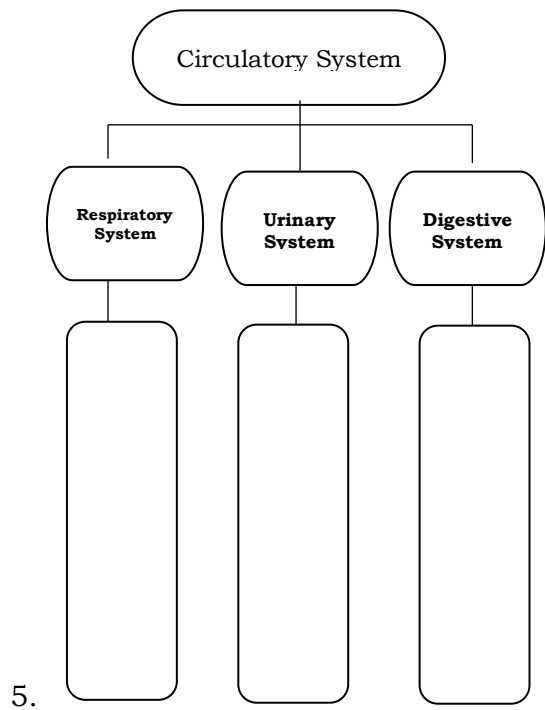 Circulatory System
Respiratory
System
Urinary
System
Digestive
System
5.